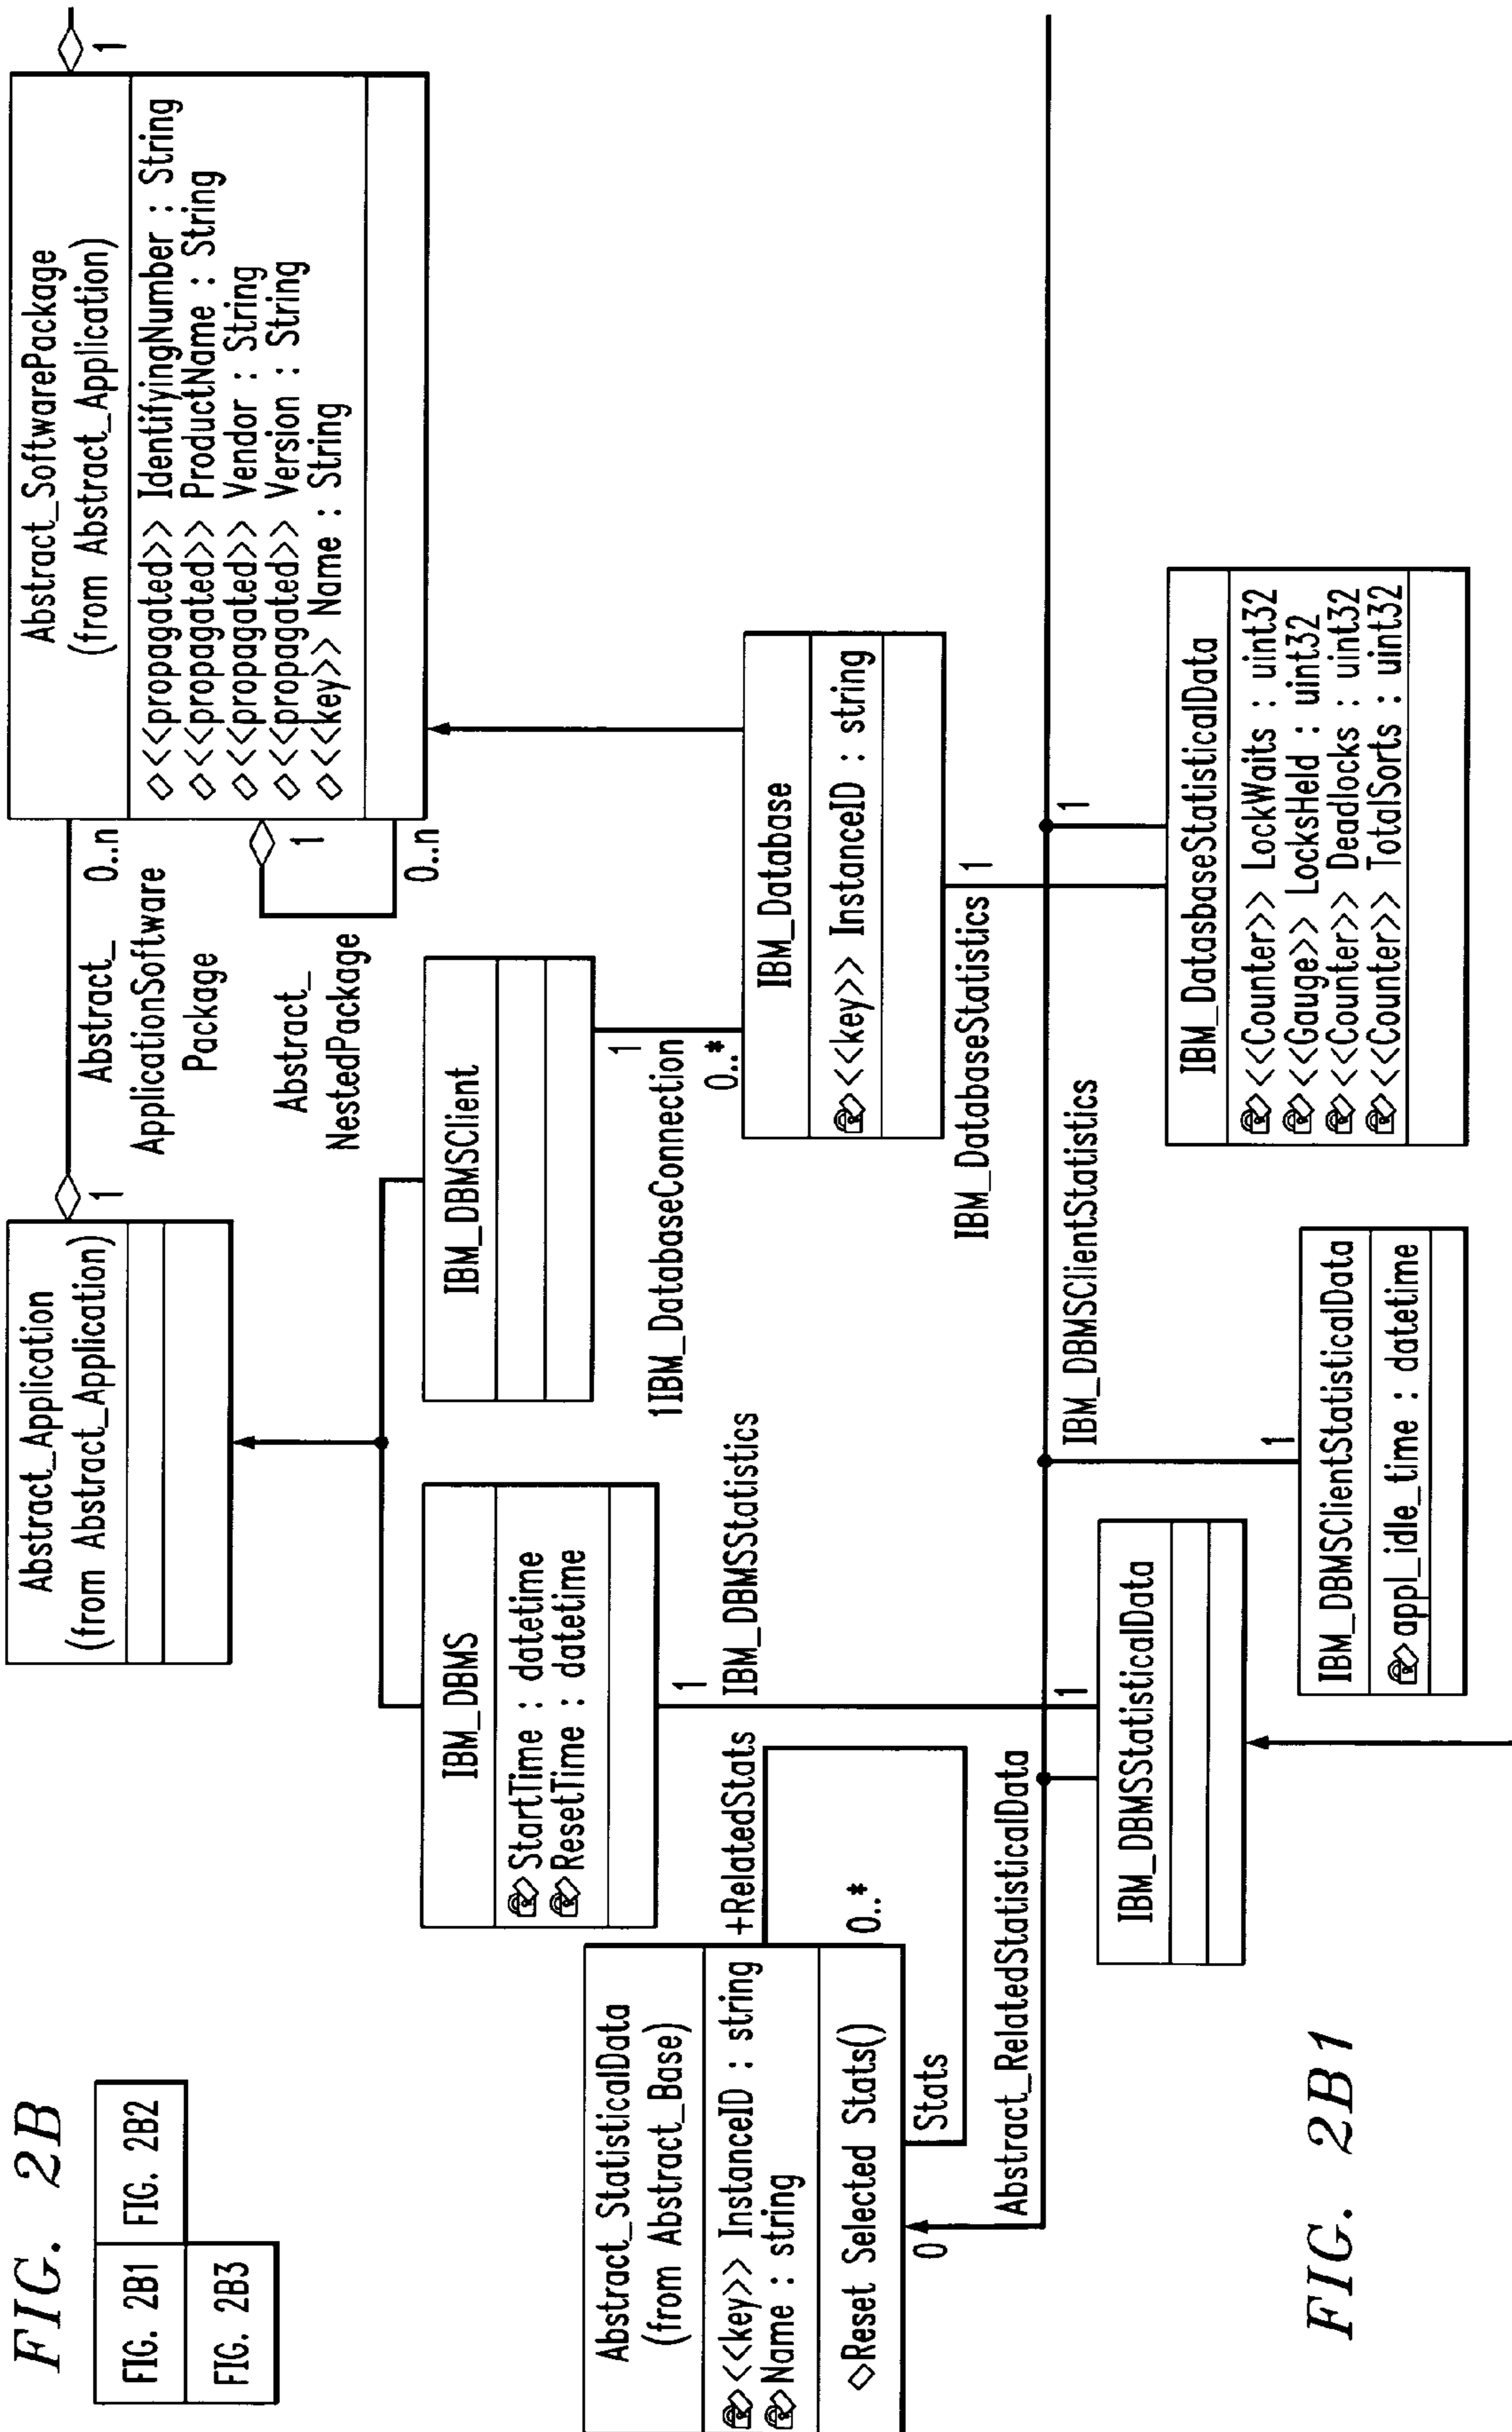 FIG. 2B
FIG. 2B1
FIG. 2B2
FIG. 2B3
Abstract_Application
(from Abstract_Application)
1
Abstract_
ApplicationSoftware
Package
0..n
Abstract_SoftwarePackage
(from Abstract_Application)
<<propagated>> IdentifyingNumber : String
<<propagated>> ProductName : String
<<propagated>> Vendor : String
<<propagated>> Version : String
<<key>> Name : String
1
1
0..n
Abstract_
NestedPackage
IBM_DBMS
StartTime : datetime
ResetTime : datetime
1
IBM_DBMSStatistics
IBM_DBMSClient
1
1IBM_DatabaseConnection
0..*
IBM_Database
<<key>> InstanceID : string
1
IBM_DatabaseStatistics
Abstract_StatisticalData
(from Abstract_Base)
<<key>> InstanceID : string
Name : string
Reset Selected Stats()
+RelatedStats
0..*
Stats
0
Abstract_RelatedStatisticalData
1
IBM_DBMSStatisticalData
IBM_DBMSClientStatistics
1
IBM_DBMSClientStatisticalData
appl_idle_time : datetime
1
IBM_DatasbaseStatisticalData
<<Counter>> LockWaits : uint32
<<Gauge>> LocksHeld : uint32
<<Counter>> Deadlocks : uint32
<<Counter>> TotalSorts : uint32
FIG. 2B1